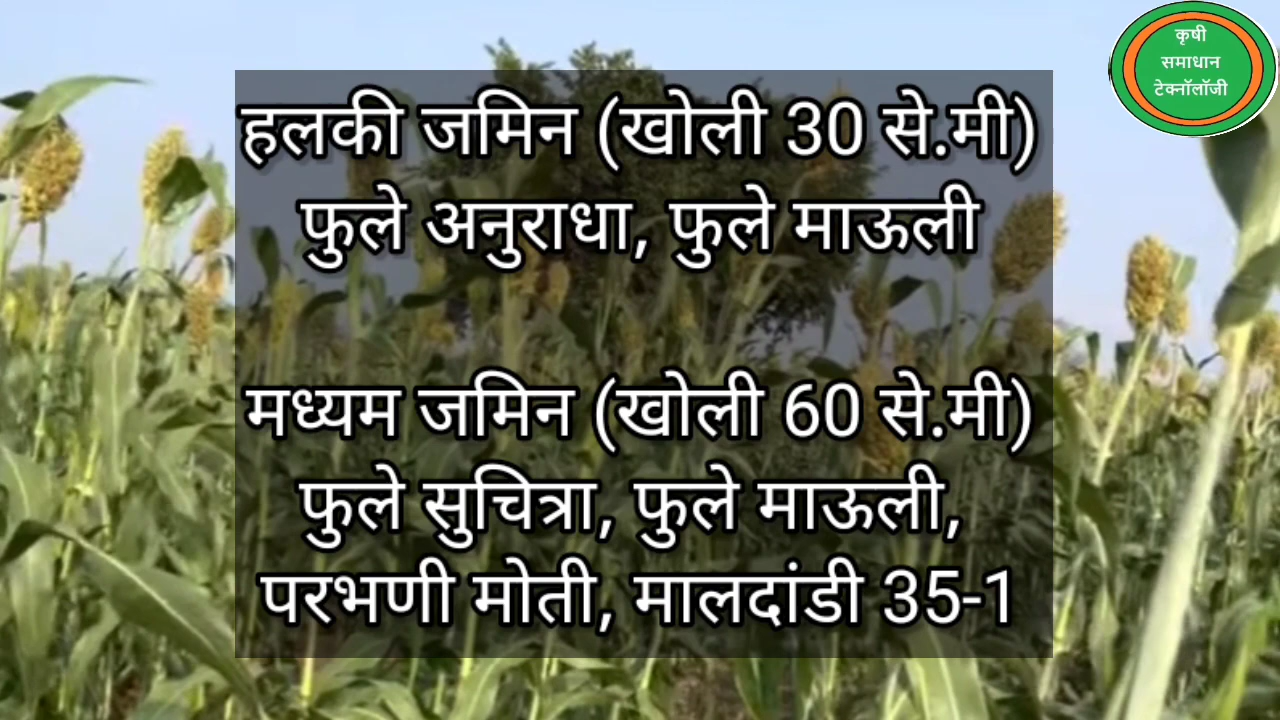 कृषी
समाधान
टेक्नॉलॉजी
हलकी जमिन (खोली 30 से.मी)
फुले अनुराधा, फुले माऊली
मध्यम जमिन (खोली 60 से.मी)
फुले सुचित्रा, फुले माऊली,
परभणी मोती, मालदांडी 35-1